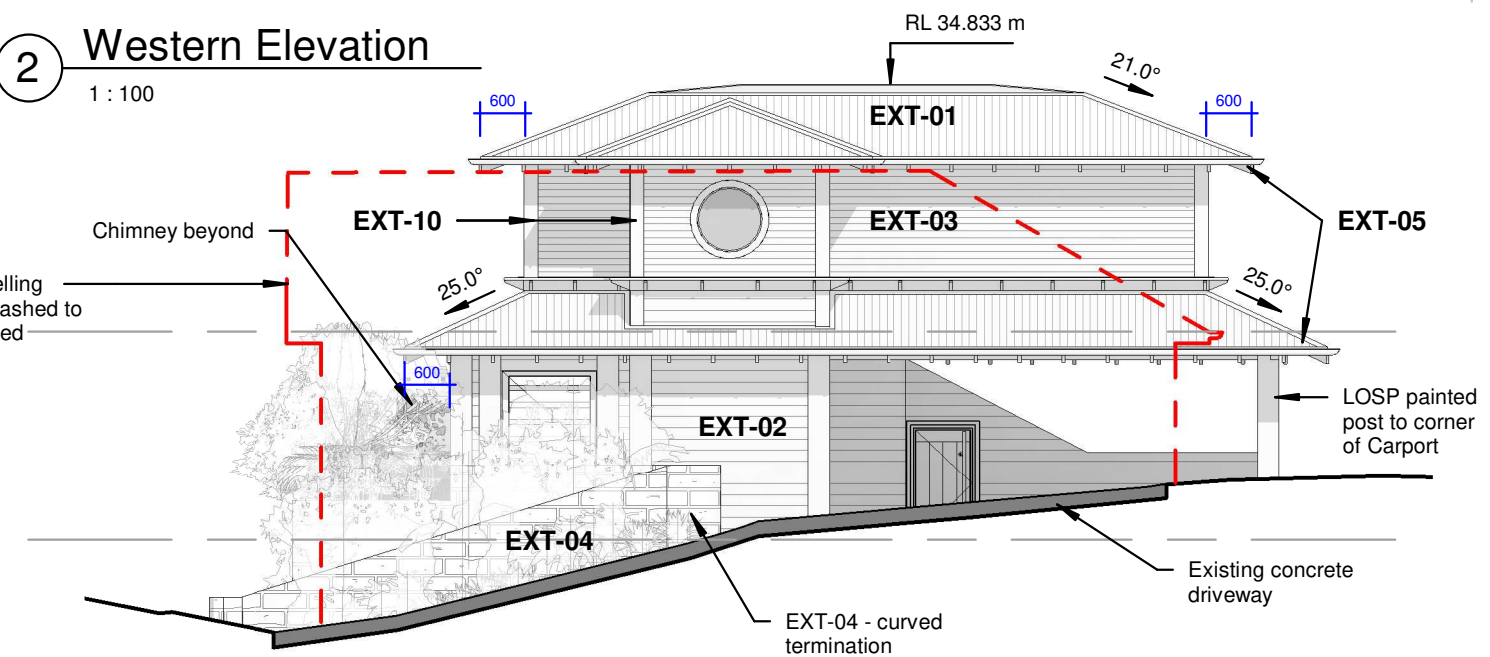 2 Western Elevation
1 : 100
RL 34.833 m
21.0°
600
600
EXT-01
EXT-10
EXT-03
EXT-05
Chimney beyond
elling
ashed to
ed
25.0°
25.0°
600
EXT-02
LOSP painted
post to corner
of Carport
EXT-04
Existing concrete
driveway
EXT-04 - curved
termination